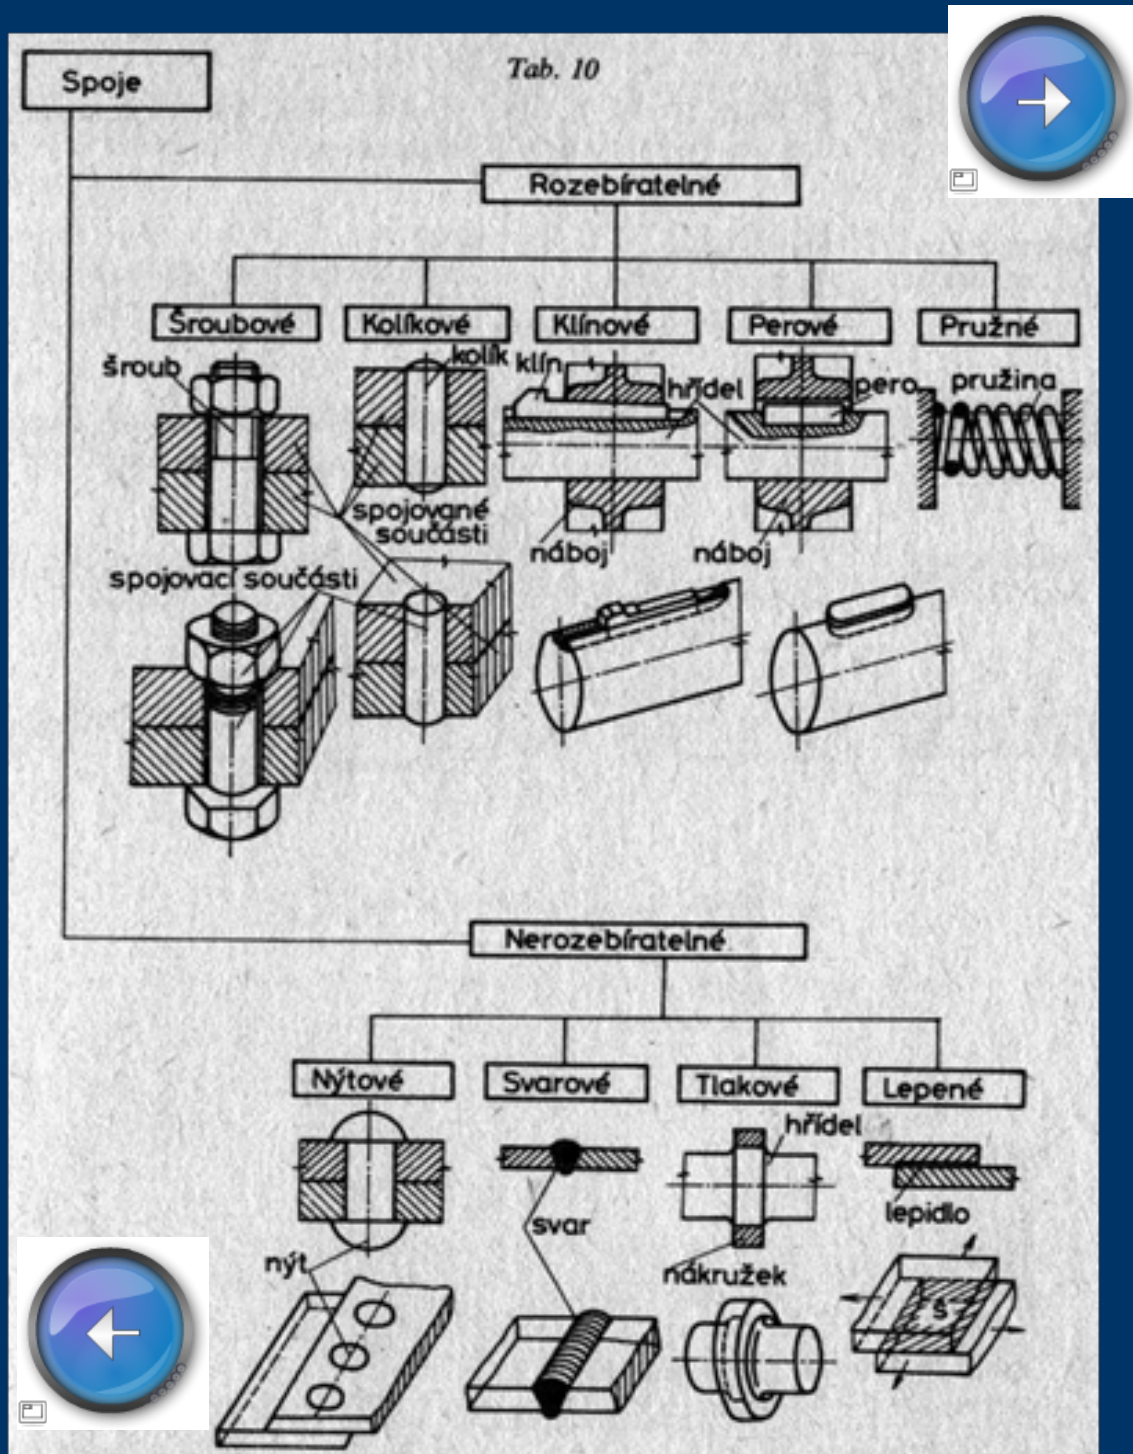 Tab. 10
Spoje
Rozebíratelné
Šroubové
Kolíkové
Klínové
Perové
Pružné
šroub
kolík
klín
hřídel
pero
pružina
spojované
součásti
náboj
náboj
spojovací součásti
Nerozebíratelné
Nýtové
Svarové
Tlakové
Lepené
hřídel
svar
lepidlo
nýt
nákružek
S